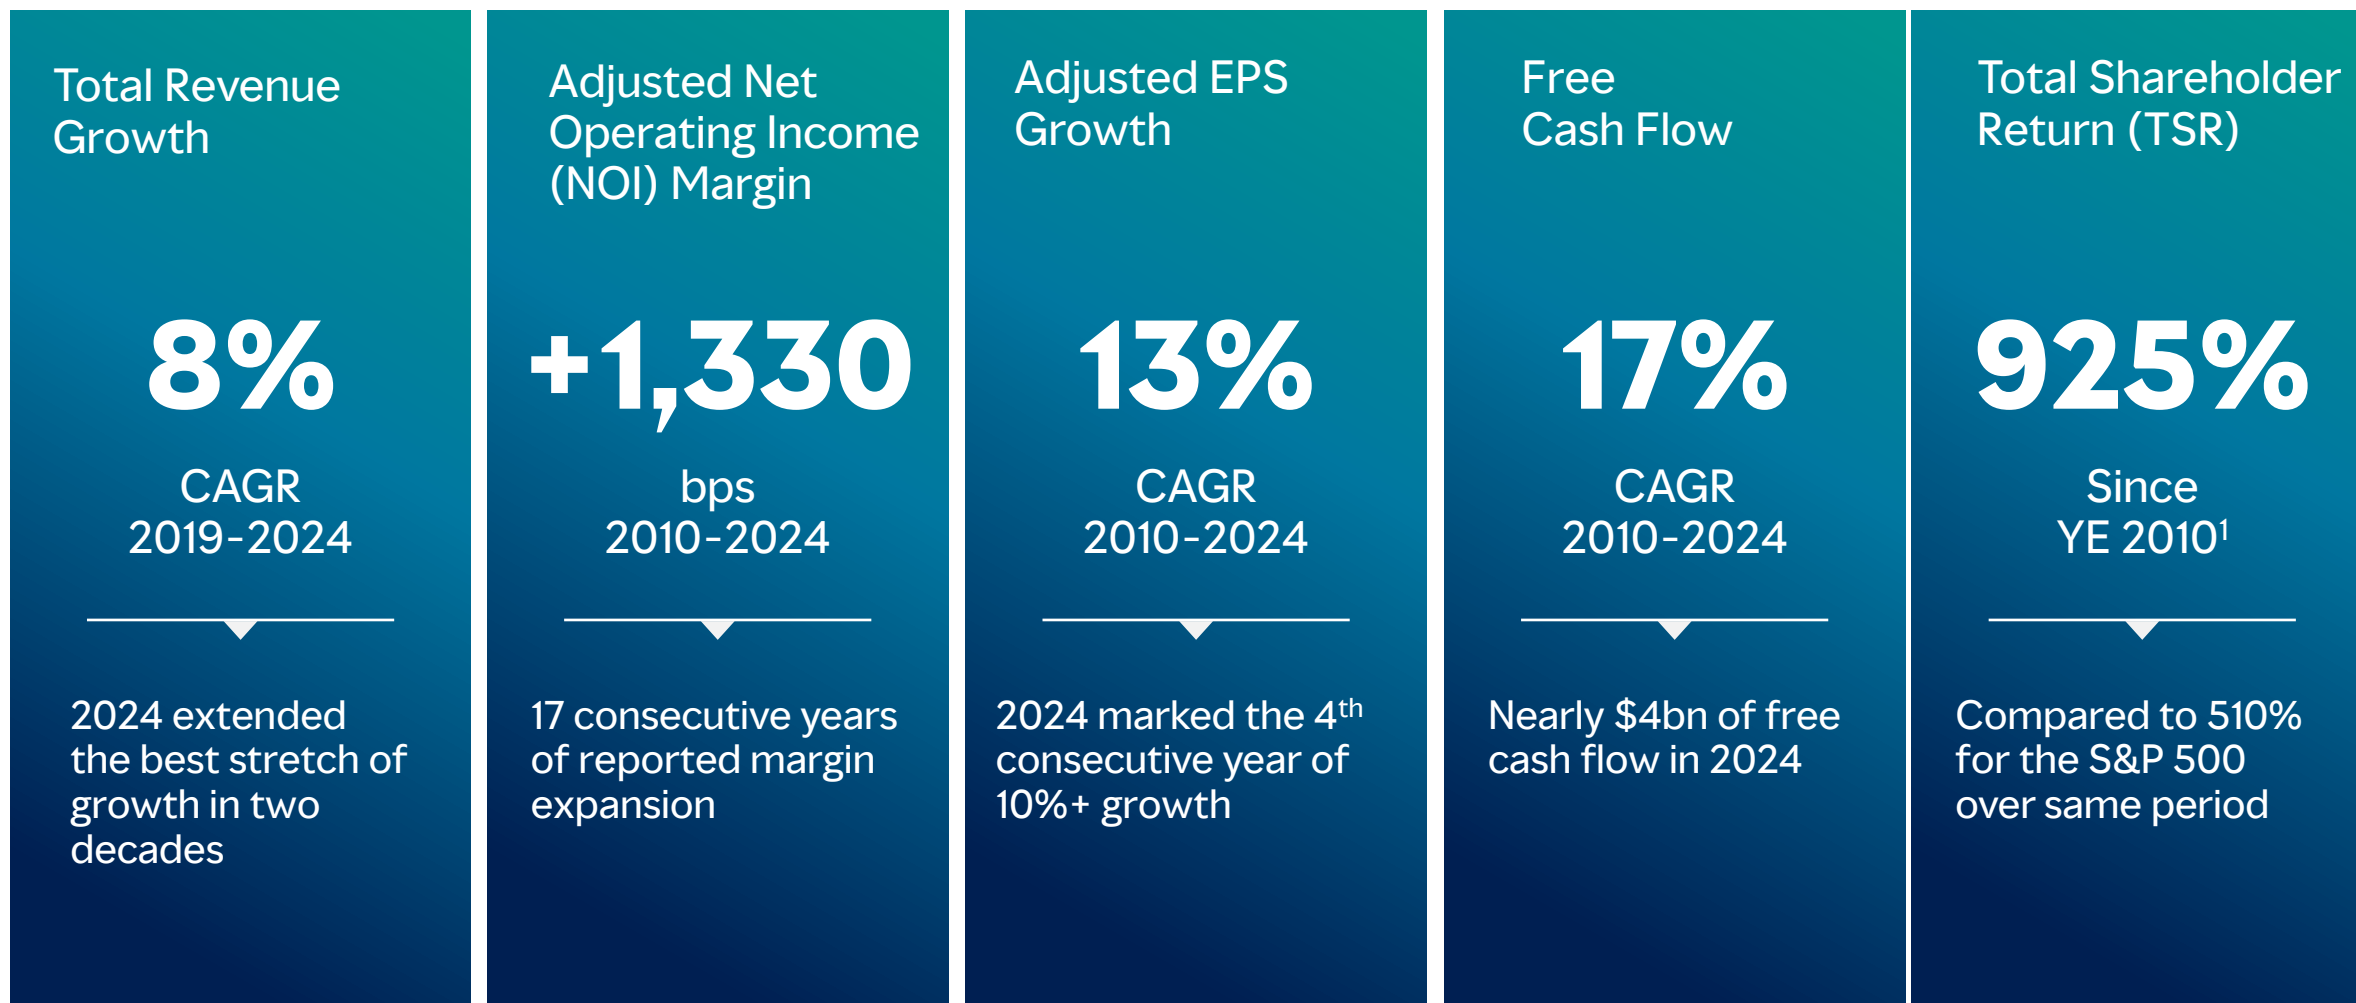 Total Revenue
Growth
8%
CAGR
2019-2024
2024 extended
the best stretch of
growth in two
decades
Adjusted Net
Operating Income
(NOI) Margin
+1,330
bps
2010-2024
17 consecutive years
of reported margin
expansion
Adjusted EPS
Growth
13%
CAGR
2010-2024
2024 marked the 4th
consecutive year of
10%+ growth
Free
Cash Flow
17%
CAGR
2010-2024
Nearly $4bn of free
cash flow in 2024
Total Shareholder
Return (TSR)
925%
Since
YE 2010¹
Compared to 510%
for the S&P 500
over same period